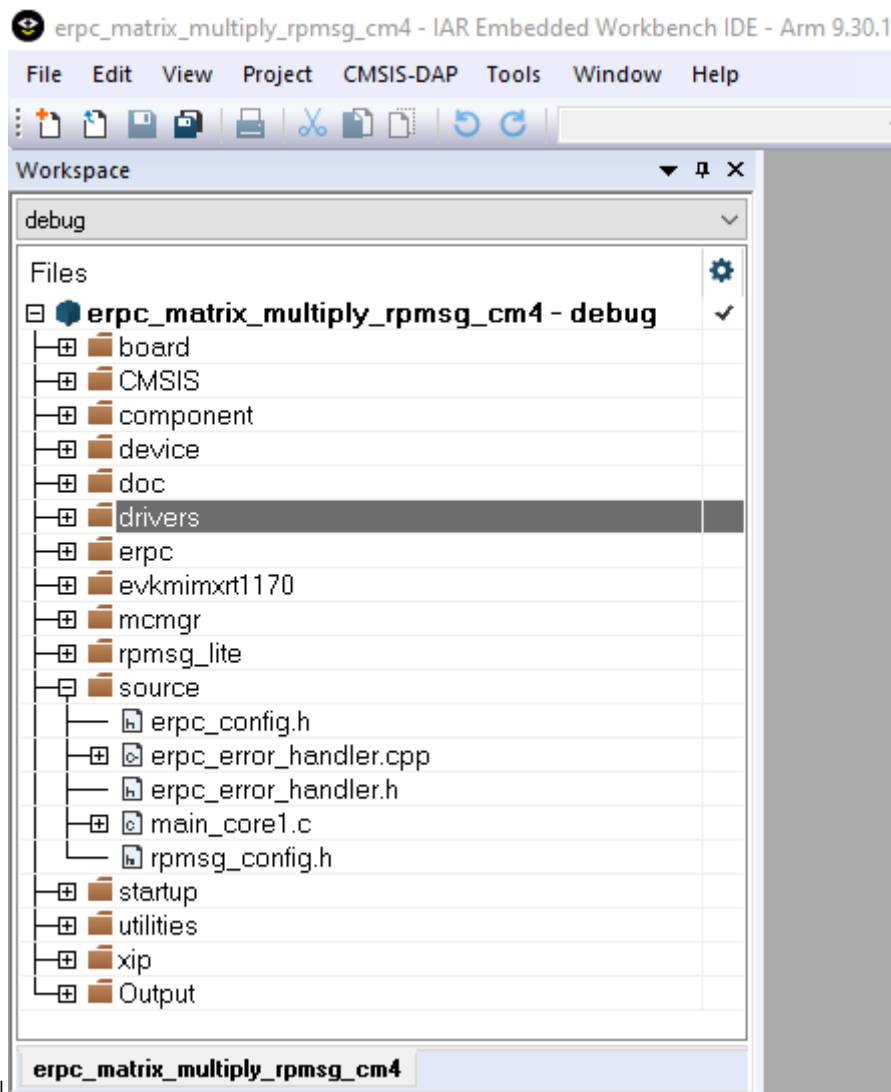 erpc_matrix_multiply_rpmsg_cm4 - IAR Embedded Workbench IDE - Arm 9.30.1
File Edit View Project CMSIS-DAP Tools Window Help
Workspace
debug
Files
erpc_matrix_multiply_rpmsg_cm4 - debug
board
CMSIS
component
device
doc
drivers
erpc
evkmimxrt1170
mcmgr
rpmsg_lite
source
erpc_config.h
erpc_error_handler.cpp
erpc_error_handler.h
main_core1.c
rpmsg_config.h
startup
utilities
xip
Output
erpc_matrix_multiply_rpmsg_cm4